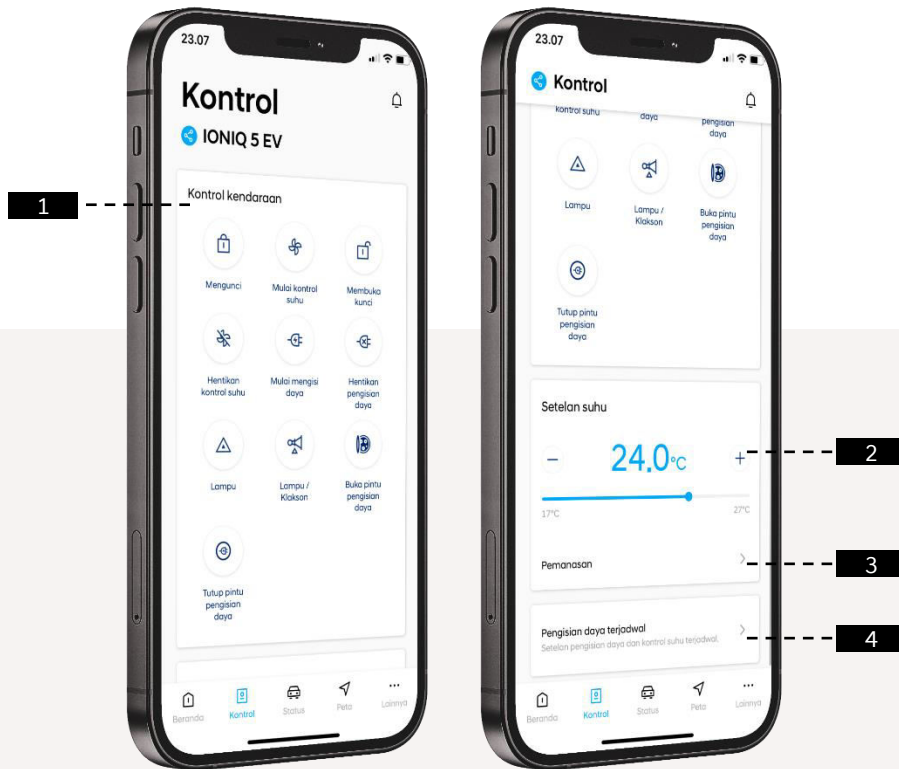 23.07
Kontrol
IONIQ 5 EV
Kontrol kendaraan
1
Mengunci
Mulai kontrol
suhu
Membuka
kunci
Hentikan
kontrol suhu
Mulai mengisi
daya
Hentikan
pengisian
daya
Lampu
Lampu /
Klakson
Buka pintu
pengisian
daya
Tutup pintu
pengisian
daya
Beranda
Kontrol
Status
Peta
Lainnya
23.07
Kontrol
kontrol suhu
daya
pengisian
daya
Lampu
Lampu /
Klakson
Buka pintu
pengisian
daya
Tutup pintu
pengisian
daya
Setelan suhu
− 24.0°C +
2
17°C
27°C
Pemanasan
3
Pengisian daya terjadwal
Setelan pengisian daya dan kontrol suhu terjadwal.
4
Beranda
Kontrol
Status
Peta
Lainnya